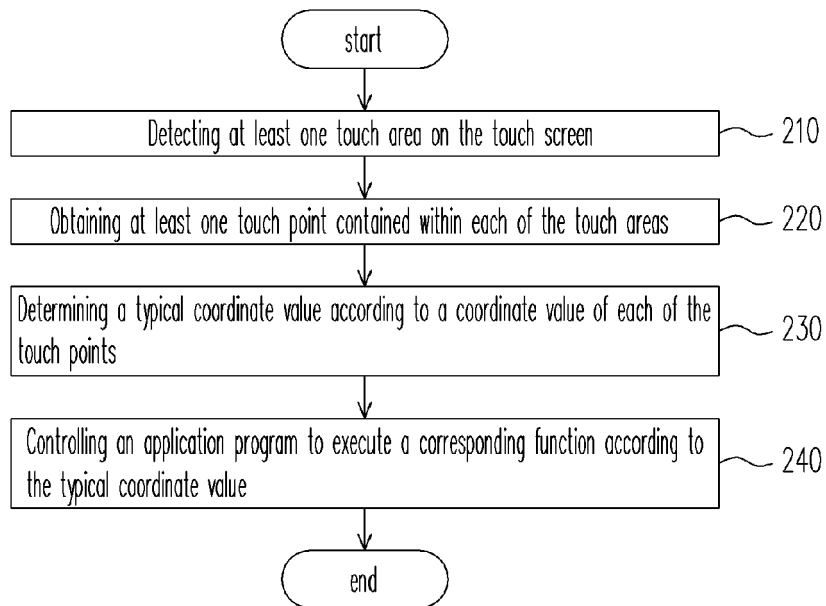 start
Detecting at least one touch area on the touch screen
210
Obtaining at least one touch point contained within each of the touch areas
220
Determining a typical coordinate value according to a coordinate value of each of the
touch points
230
Controlling an application program to execute a corresponding function according to
the typical coordinate value
240
end